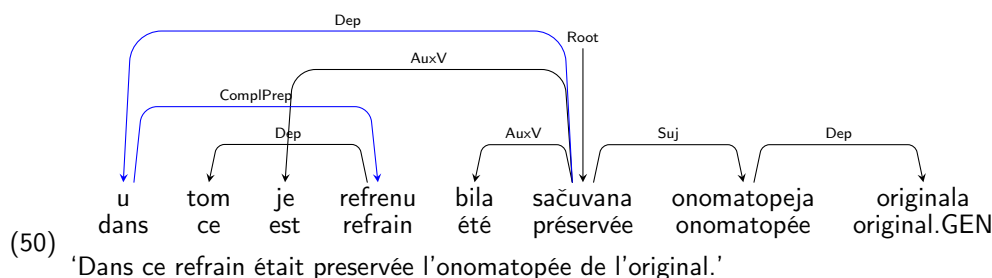 Dep
Root
AuxV
ComplPrep
Dep AuxV Suj Dep
u tom je refrenu bila sačuvana onomatopeja originala
dans ce est refrain été préservée onomatopée original.GEN
(50)
‘Dans ce refrain était preservée l’onomatopée de l’original.’